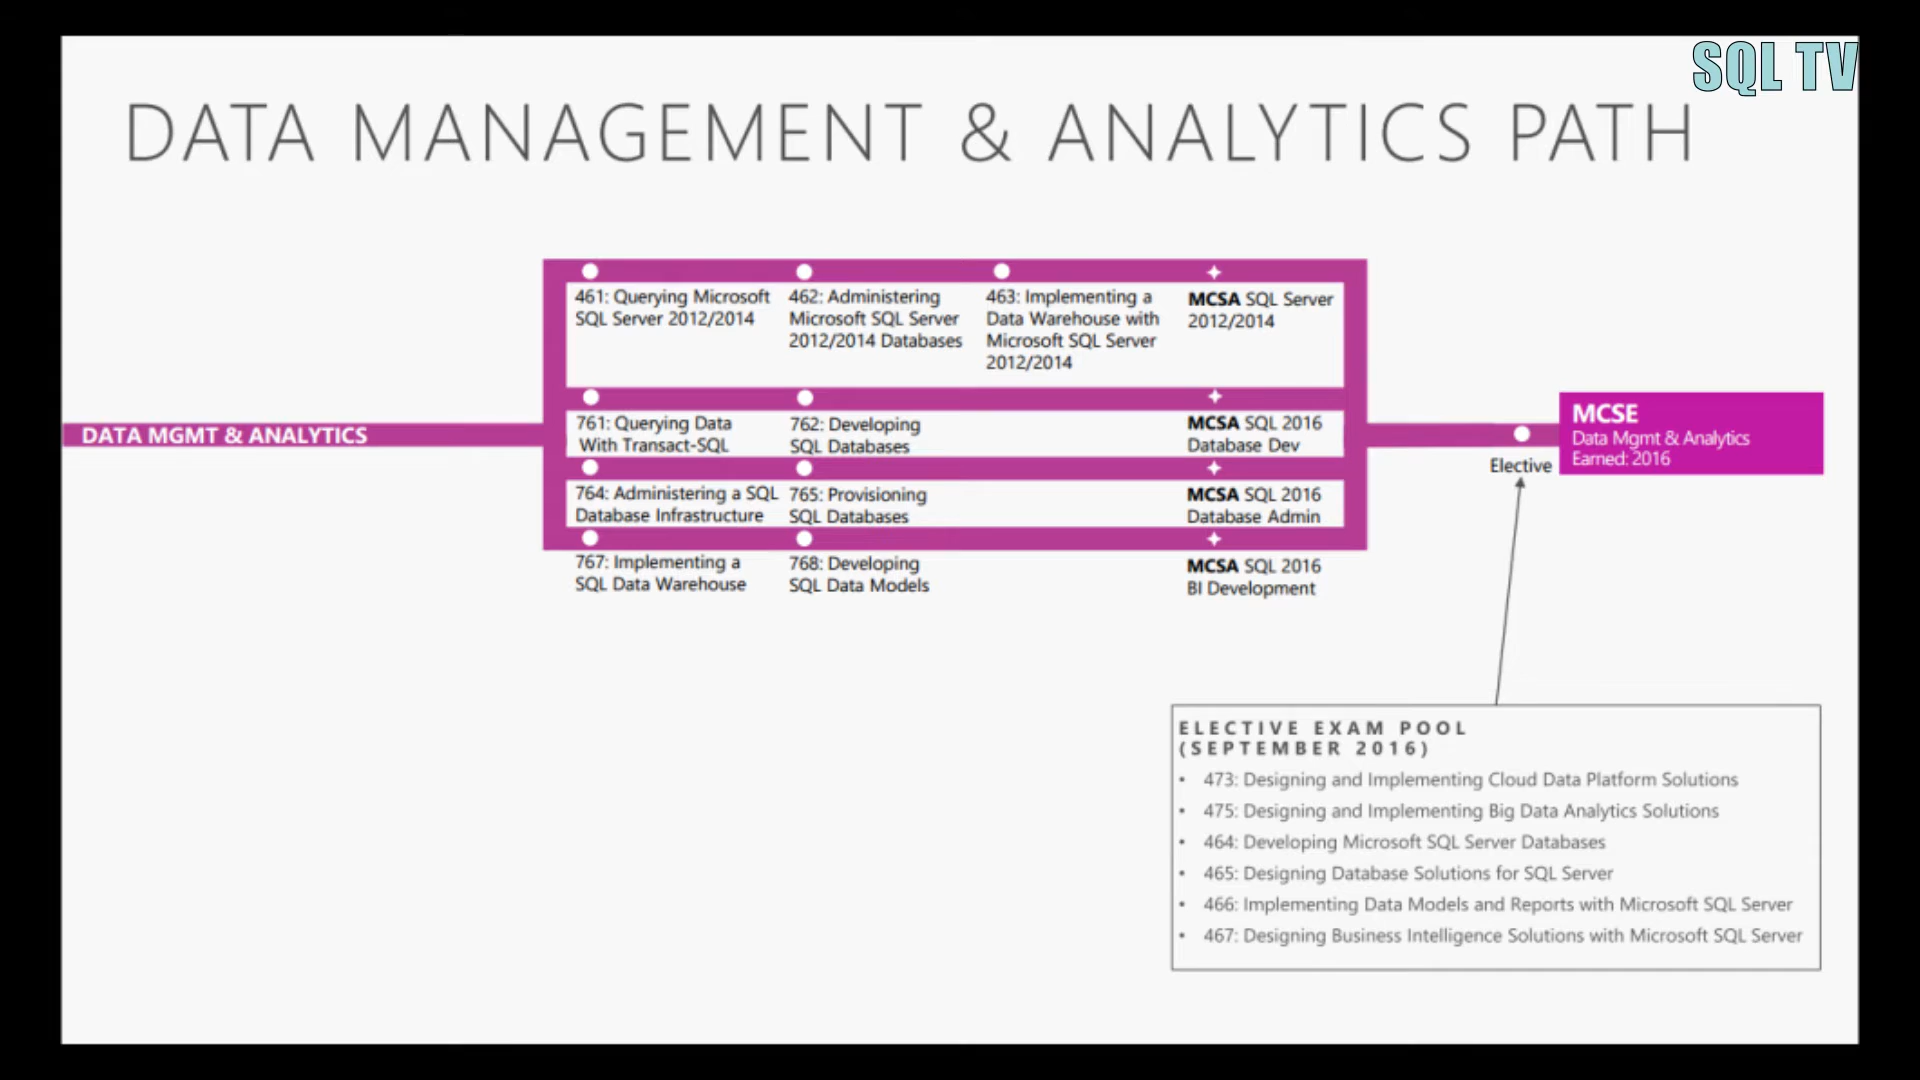 SQL TV
DATA MANAGEMENT & ANALYTICS PATH
DATA MGMT & ANALYTICS
461: Querying Microsoft
SQL Server 2012/2014
462: Administering
Microsoft SQL Server
2012/2014 Databases
463: Implementing a
Data Warehouse with
Microsoft SQL Server
2012/2014
MCSA SQL Server
2012/2014
761: Querying Data
With Transact-SQL
762: Developing
SQL Databases
MCSA SQL 2016
Database Dev
764: Administering a SQL
Database Infrastructure
765: Provisioning
SQL Databases
MCSA SQL 2016
Database Admin
767: Implementing a
SQL Data Warehouse
768: Developing
SQL Data Models
MCSA SQL 2016
BI Development
Elective
MCSE
Data Mgmt & Analytics
Earned: 2016
ELECTIVE EXAM POOL
(SEPTEMBER 2016)
• 473: Designing and Implementing Cloud Data Platform Solutions
• 475: Designing and Implementing Big Data Analytics Solutions
• 464: Developing Microsoft SQL Server Databases
• 465: Designing Database Solutions for SQL Server
• 466: Implementing Data Models and Reports with Microsoft SQL Server
• 467: Designing Business Intelligence Solutions with Microsoft SQL Server